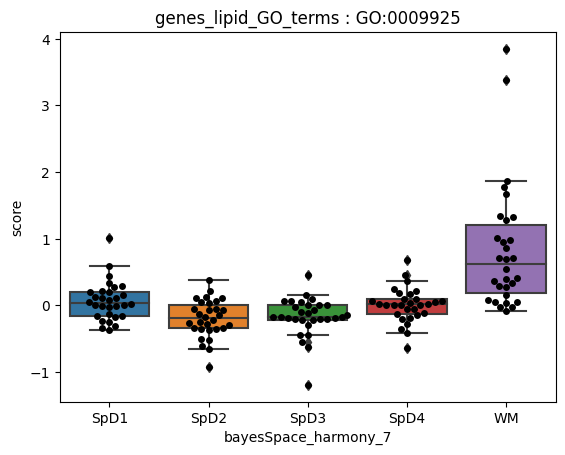 genes_lipid_GO_terms : GO:0009925
4
3
2
1
0
−1
score
SpD1 SpD2 SpD3 SpD4 WM
bayesSpace_harmony_7